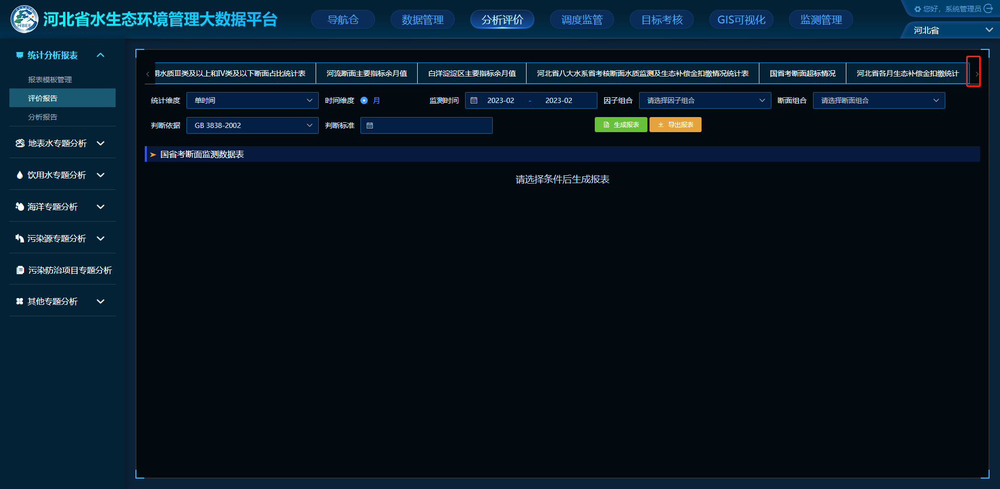 河北省水生态环境管理大数据平台
导航仓
数据管理
分析评价
调度监管
目标考核
GIS可视化
监测管理
您好，系统管理员
河北省
HBEE
统计分析报表
报表模板管理
评价报告
分析报告
地表水专题分析
饮用水专题分析
海洋专题分析
污染源专题分析
污染防治项目专题分析
其他专题分析
期水质Ⅲ类及以上和Ⅳ类及以下断面占比统计表
河流断面主要指标余月值
白洋淀淀区主要指标余月值
河北省八大水系省考核断面水质监测及生态补偿金扣缴情况统计表
国省考断面超标情况
河北省各月生态补偿金扣缴统计
统计维度 单时间
时间维度 月
监测时间 2023-02 - 2023-02
因子组合 请选择因子组合
断面组合 请选择断面组合
判断依据 GB 3838-2002
判断标准
生成报表
导出报表
国省考断面监测数据表
请选择条件后生成报表